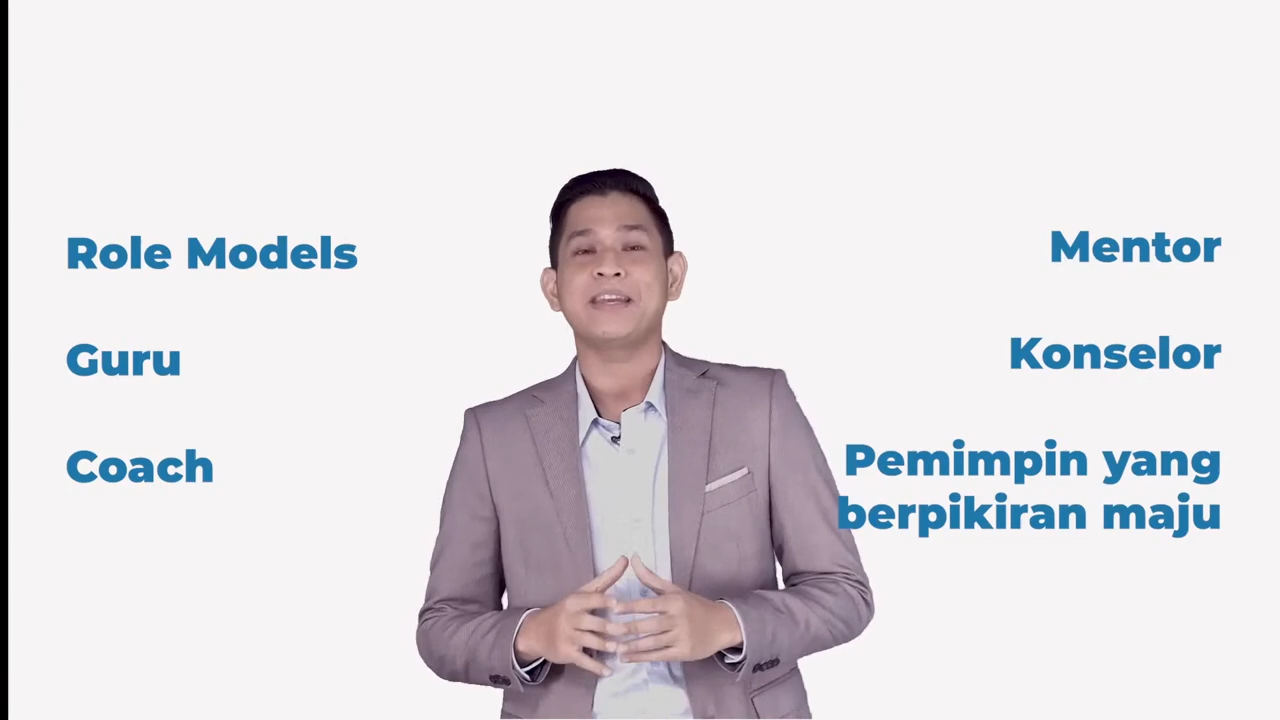 Role Models
Guru
Coach
Mentor
Konselor
Pemimpin yang
berpikiran maju